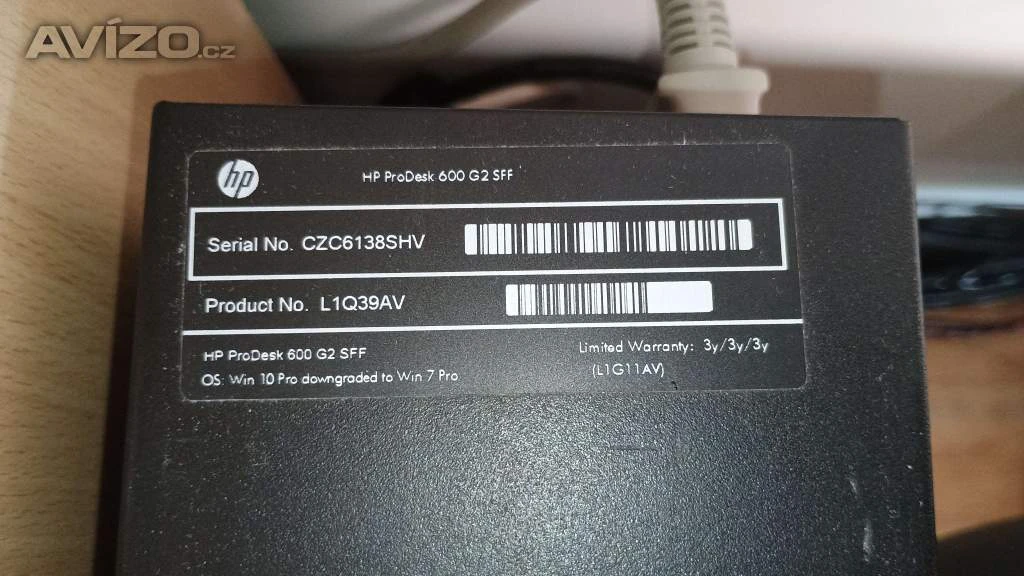 AVÍZO.cz
hp
HP ProDesk 600 G2 SFF
Serial No. CZC6138SHV
Product No. L1Q39AV
HP ProDesk 600 G2 SFF
OS: Win 10 Pro downgraded to Win 7 Pro
Limited Warranty: 3y/3y/3y
(L1G11AV)